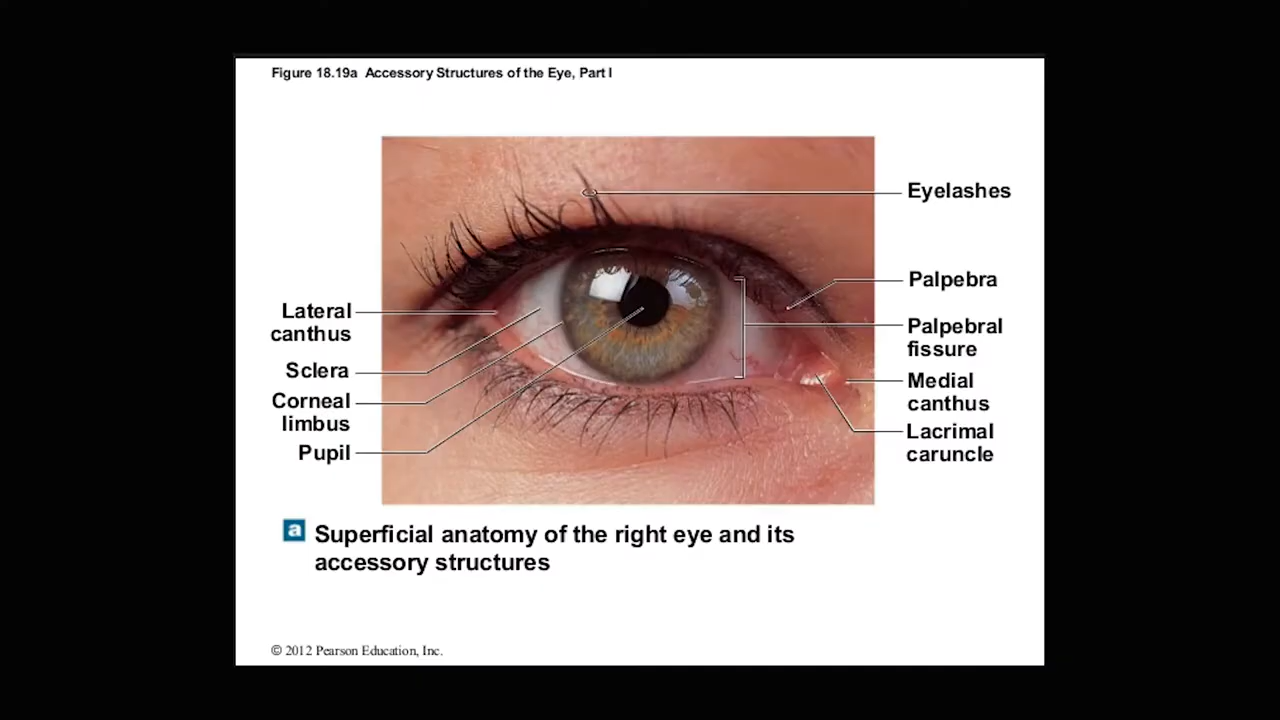 Figure 18.19a Accessory Structures of the Eye, Part I
Eyelashes
Palpebra
Palpebral
fissure
Medial
canthus
Lacrimal
caruncle
Lateral
canthus
Sclera
Corneal
limbus
Pupil
a Superficial anatomy of the right eye and its
accessory structures
© 2012 Pearson Education, Inc.